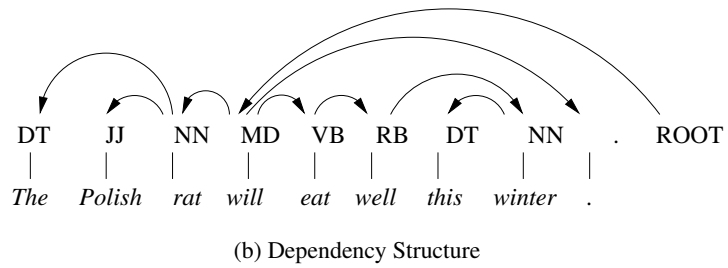 DT JJ NN MD VB RB DT NN . ROOT
The Polish rat will eat well this winter .
(b) Dependency Structure